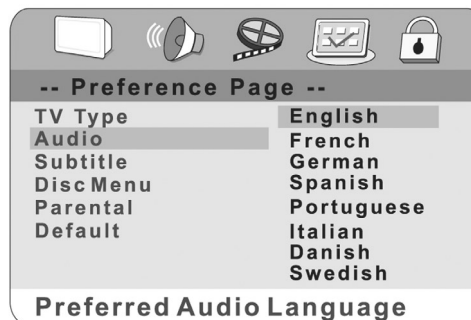 -- Preference Page --
TV Type
Audio
Subtitle
Disc Menu
Parental
Default
English
French
German
Spanish
Portuguese
Italian
Danish
Swedish
Preferred Audio Language